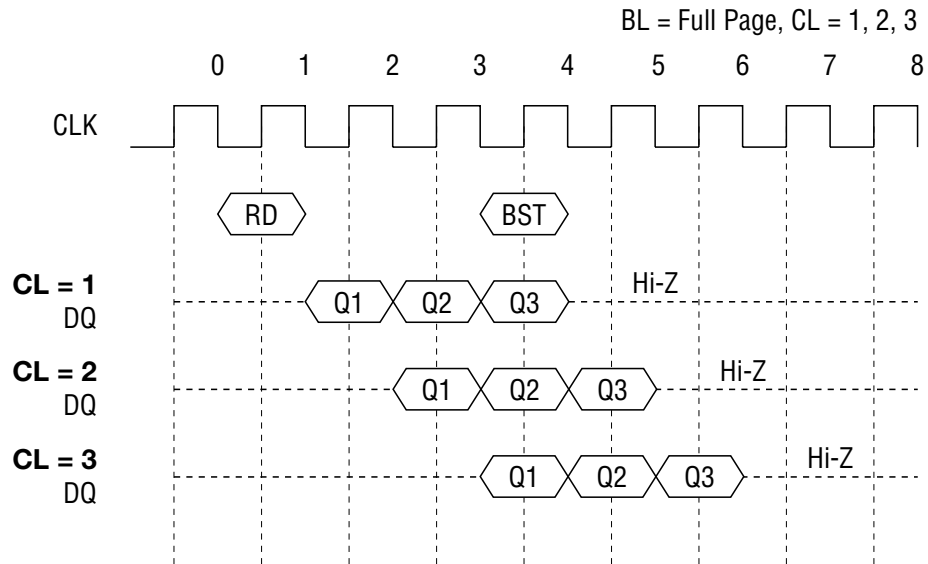 BL = Full Page, CL = 1, 2, 3
0 1 2 3 4 5 6 7 8
CLK
RD BST
CL = 1
DQ
Q1 Q2 Q3 Hi-Z
CL = 2
DQ
Q1 Q2 Q3 Hi-Z
CL = 3
DQ
Q1 Q2 Q3 Hi-Z